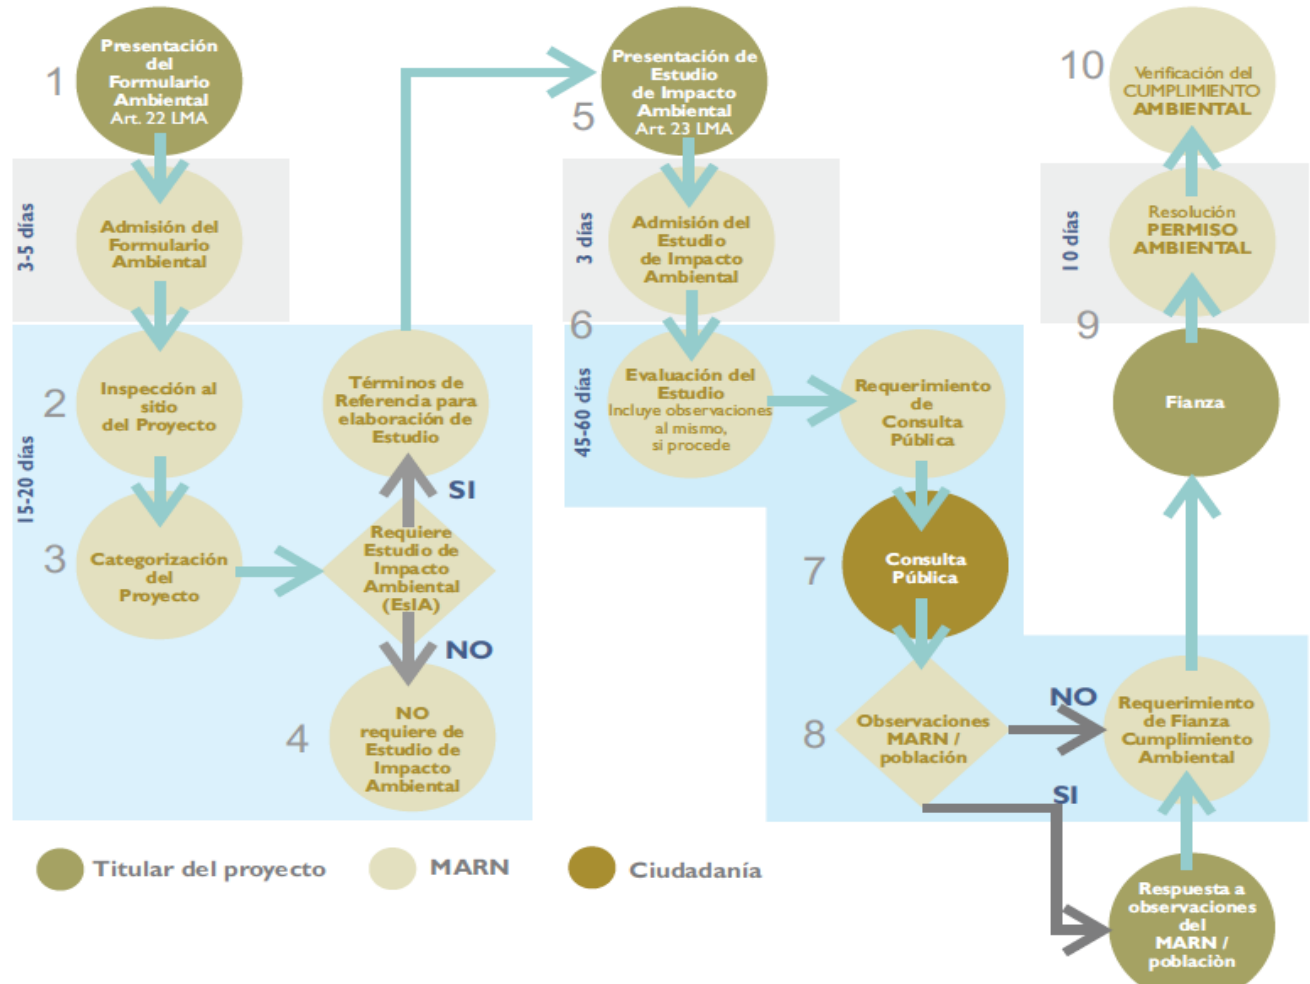 1
Presentación
del
Formulario
Ambiental
Art. 22 LMA
3-5 días
Admisión del
Formulario
Ambiental
2
Inspección al
sitio
del Proyecto
15-20 días
3
Categorización
del
Proyecto
Requiere
Estudio de
Impacto
Ambiental
(EsIA)
SI
Términos de
Referencia para
elaboración de
Estudio
NO
4
NO
requiere de
Estudio de
Impacto
Ambiental
5
Presentación de
Estudio
de Impacto
Ambiental
Art. 23 LMA
3 días
Admisión del
Estudio
de Impacto
Ambiental
6
45-60 días
Evaluación del
Estudio
Incluye observaciones
al mismo,
si procede
Requerimiento
de
Consulta
Pública
7
Consulta
Pública
8
Observaciones
MARN /
población
NO
SI
Respuesta a
observaciones
del
MARN /
poblaciòn
Requerimiento
de Fianza
Cumplimiento
Ambiental
Fianza
9
10 días
Resolución
PERMISO
AMBIENTAL
10
Verificación del
CUMPLIMIENTO
AMBIENTAL
Titular del proyecto
MARN
Ciudadanía